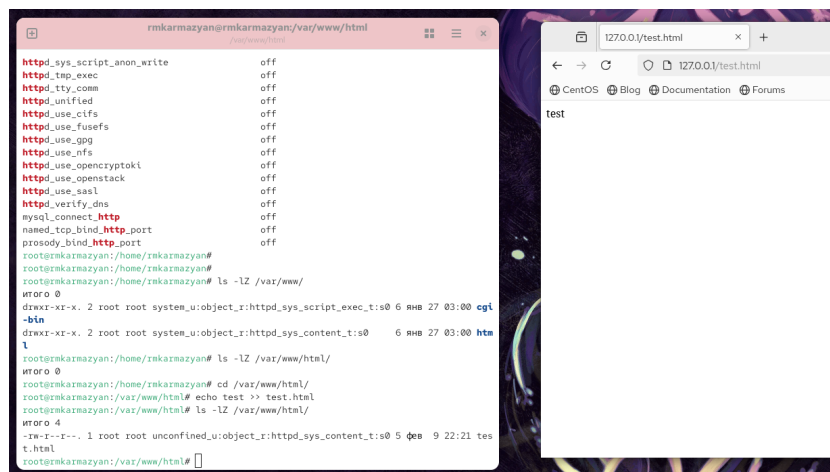 rmkarmazyan@rmkarmazyan:/var/www/html
/var/www/html
httpd_sys_script_anon_write off
httpd_tmp_exec off
httpd_tty_comm off
httpd_unified off
httpd_use_cifs off
httpd_use_fusefs off
httpd_use_gpg off
httpd_use_nfs off
httpd_use_opencryptoki off
httpd_use_openstack off
httpd_use_sasl off
httpd_verify_dns off
mysql_connect_http off
named_tcp_bind_http_port off
prosody_bind_http_port off
root@rmkarmazyan:/home/rmkarmazyan#
root@rmkarmazyan:/home/rmkarmazyan#
root@rmkarmazyan:/home/rmkarmazyan# ls -lZ /var/www/
итого 0
drwxr-xr-x. 2 root root system_u:object_r:httpd_sys_script_exec_t:s0 6 янв 27 03:00 cgi
-bin
drwxr-xr-x. 2 root root system_u:object_r:httpd_sys_content_t:s0 6 янв 27 03:00 htm
l
root@rmkarmazyan:/home/rmkarmazyan# ls -lZ /var/www/html/
итого 0
root@rmkarmazyan:/home/rmkarmazyan# cd /var/www/html/
root@rmkarmazyan:/var/www/html# echo test >> test.html
root@rmkarmazyan:/var/www/html# ls -lZ /var/www/html/
итого 4
-rw-r--r--. 1 root root unconfined_u:object_r:httpd_sys_content_t:s0 5 фев 9 22:21 tes
t.html
root@rmkarmazyan:/var/www/html#
127.0.0.1/test.html
127.0.0.1/test.html
CentOS Blog Documentation Forums
test